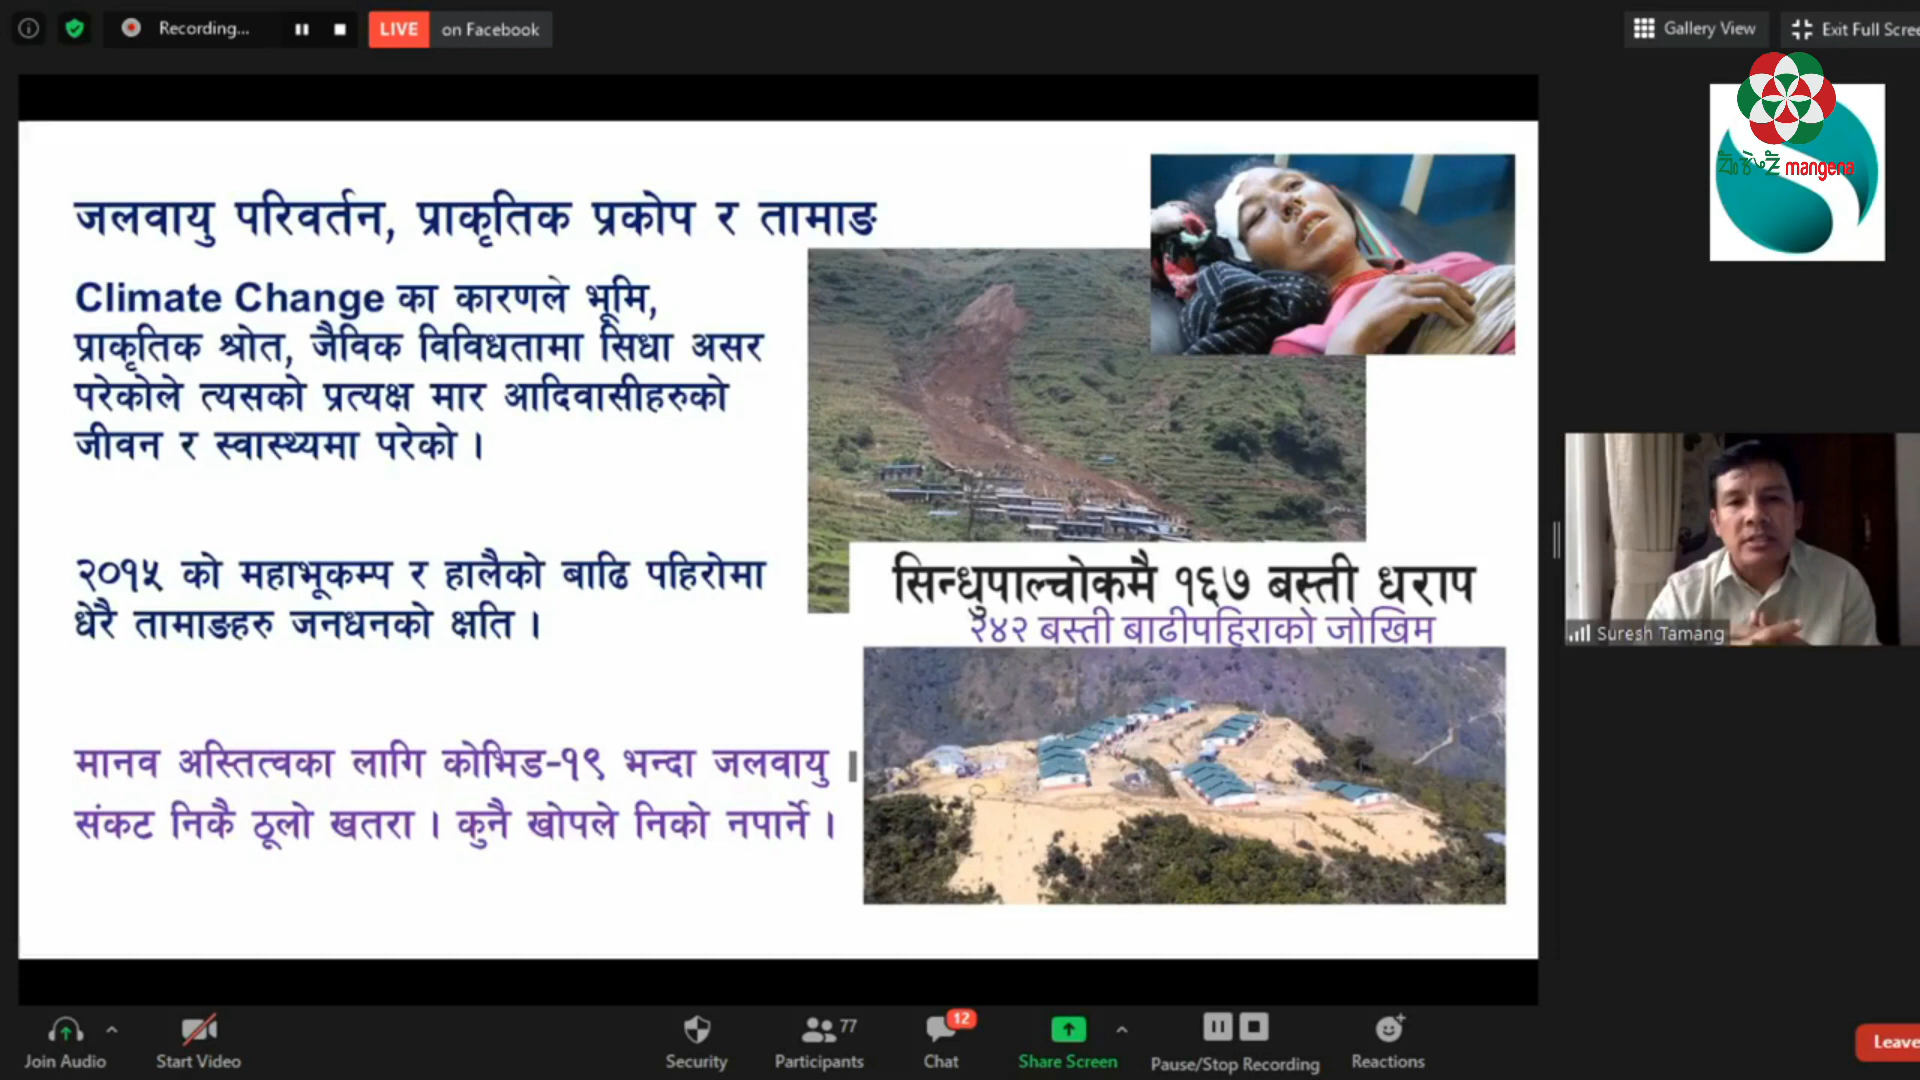 Recording...
LIVE on Facebook
Gallery View
Exit Full Scree
mangena
जलवायु परिवर्तन, प्राकृतिक प्रकोप र तामाङ
Climate Change का कारणले भूमि,
प्राकृतिक श्रोत, जैविक विविधतामा सिधा असर
परेकोले त्यसको प्रत्यक्ष मार आदिवासीहरुको
जीवन र स्वास्थ्यमा परेको ।
२०१५ को महाभूकम्प र हालैको बाढि पहिरोमा
धेरै तामाङहरु जनधनको क्षति ।
मानव अस्तित्वका लागि कोभिड-१९ भन्दा जलवायु
संकट निकै ठूलो खतरा । कुनै खोपले निको नपार्ने ।
सिन्धुपाल्चोकमै १६७ बस्ती धराप
२४२ बस्ती बाढीपहिराको जोखिम
Suresh Tamang
Join Audio
Start Video
Security
77
Participants
12
Chat
Share Screen
Pause/Stop Recording
Reactions
Leave